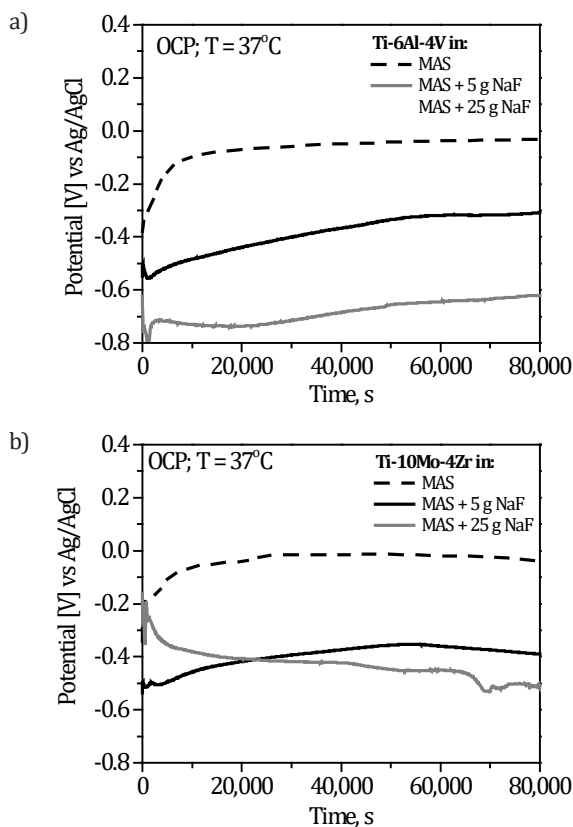 a)
OCP; T = 37°C
Ti-6Al-4V in:
MAS
MAS + 5 g NaF
MAS + 25 g NaF
Potential [V] vs Ag/AgCl
0.4
0.2
0.0
-0.2
-0.4
-0.6
-0.8
0 20,000 40,000 60,000 80,000
Time, s
b)
OCP; T = 37°C
Ti-10Mo-4Zr in:
MAS
MAS + 5 g NaF
MAS + 25 g NaF
Potential [V] vs Ag/AgCl
0.4
0.2
0.0
-0.2
-0.4
-0.6
-0.8
0 20,000 40,000 60,000 80,000
Time, s